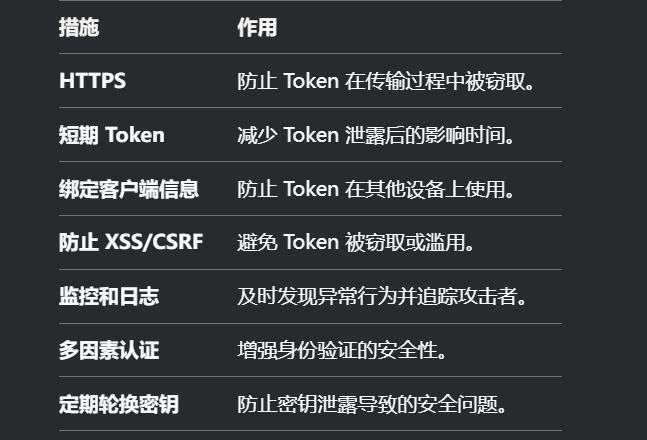 措施 作用
HTTPS 防止 Token 在传输过程中被窃取。
短期 Token 减少 Token 泄露后的影响时间。
绑定客户端信息 防止 Token 在其他设备上使用。
防止 XSS/CSRF 避免 Token 被窃取或滥用。
监控和日志 及时发现异常行为并追踪攻击者。
多因素认证 增强身份验证的安全性。
定期轮换密钥 防止密钥泄露导致的安全问题。